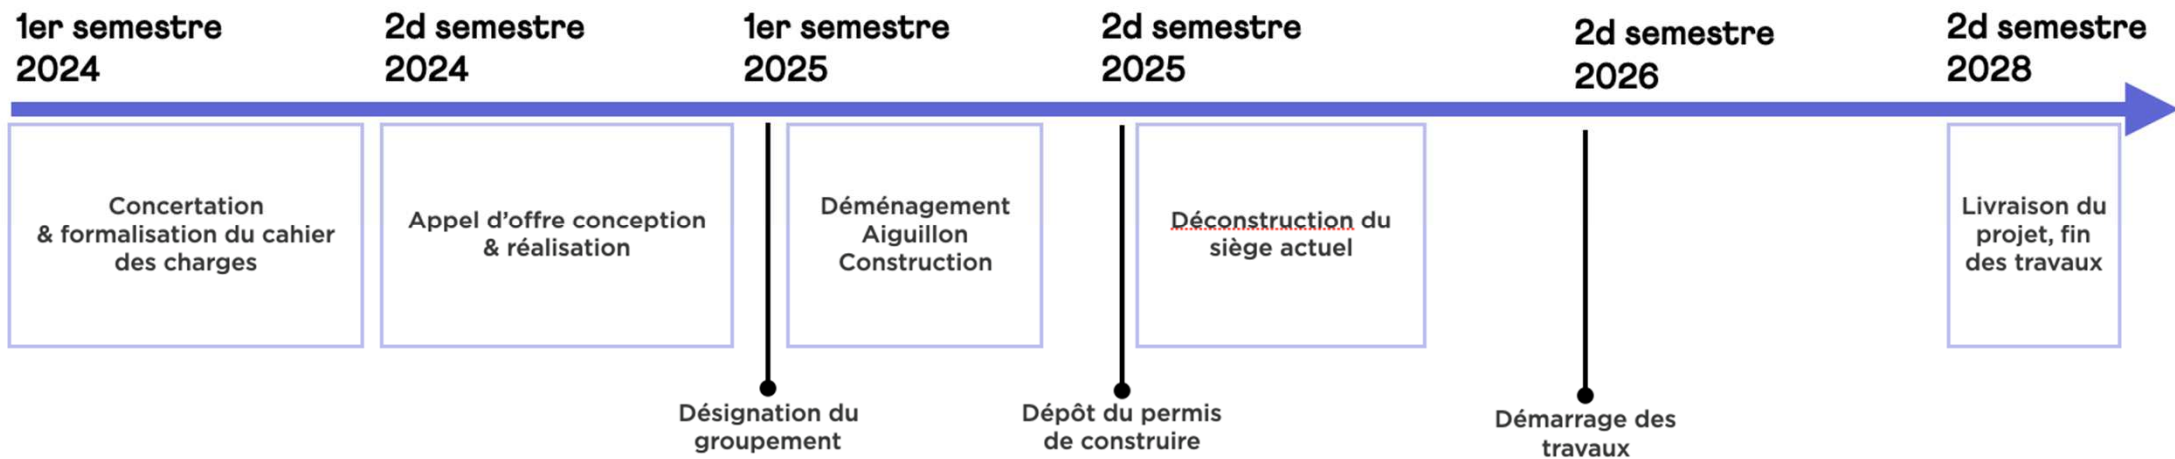 1er semestre
2024
2d semestre
2024
1er semestre
2025
2d semestre
2025
2d semestre
2026
2d semestre
2028
Concertation
& formalisation du cahier
des charges
Appel d’offre conception
& réalisation
Déménagement
Aiguillon
Construction
Déconstruction du
siège actuel
Livraison du
projet, fin
des travaux
Désignation du
groupement
Dépôt du permis
de construire
Démarrage des
travaux